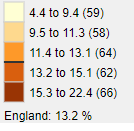 4.4 to 9.4 (59)
9.5 to 11.3 (58)
11.4 to 13.1 (64)
13.2 to 15.1 (62)
15.3 to 22.4 (66)
England: 13.2 %